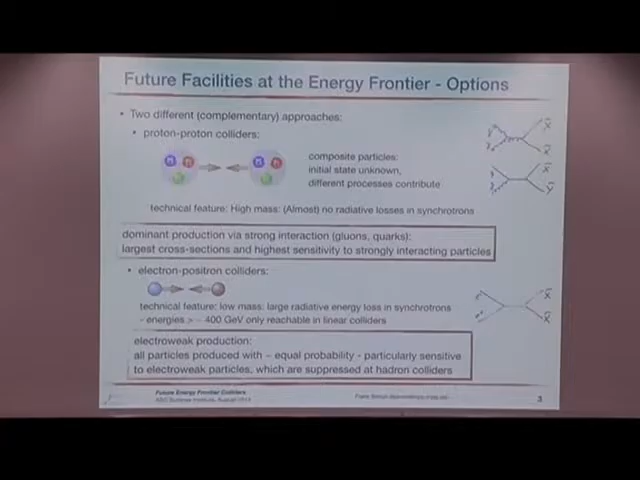 Future Facilities at the Energy Frontier - Options
• Two different (complementary) approaches:
• proton-proton colliders:
composite particles:
initial state unknown,
different processes contribute
technical feature: High mass: (Almost) no radiative losses in synchrotrons
dominant production via strong interaction (gluons, quarks):
largest cross-sections and highest sensitivity to strongly interacting particles
• electron-positron colliders:
technical feature: low mass: large radiative energy loss in synchrotrons
~ energies > ~ 400 GeV only reachable in linear colliders
electroweak production:
all particles produced with ~ equal probability - particularly sensitive
to electroweak particles, which are suppressed at hadron colliders
Future Energy Frontier Colliders
Summer Institute, August
3